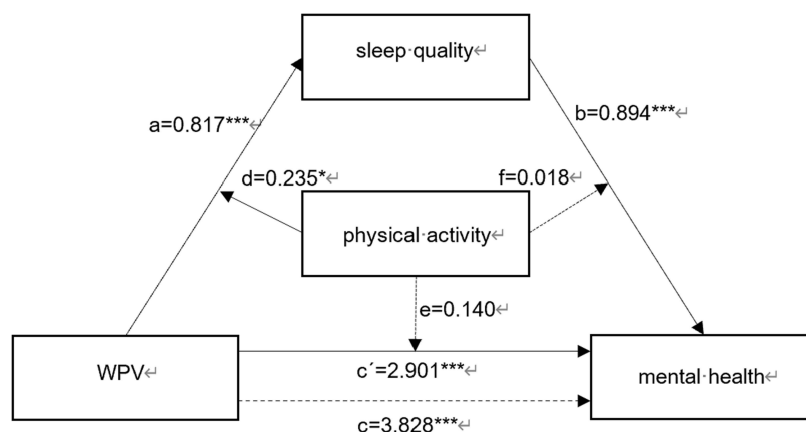 sleep·quality↵
a=0.817***↵
b=0.894***↵
d=0.235*↵
f=0.018↵
physical·activity↵
e=0.140↵
WPV↵
c´=2.901***↵
mental·health↵
c=3.828***↵